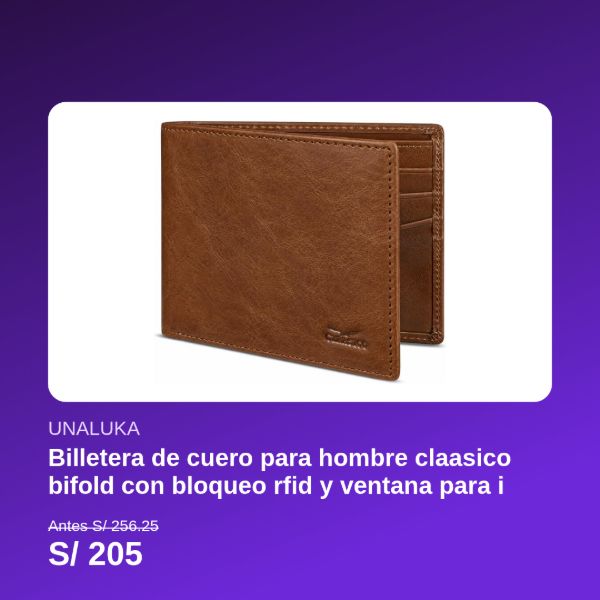 UNALUKA
Billetera de cuero para hombre claasico
bifold con bloqueo rfid y ventana para i
Antes S/ 256.25
S/ 205